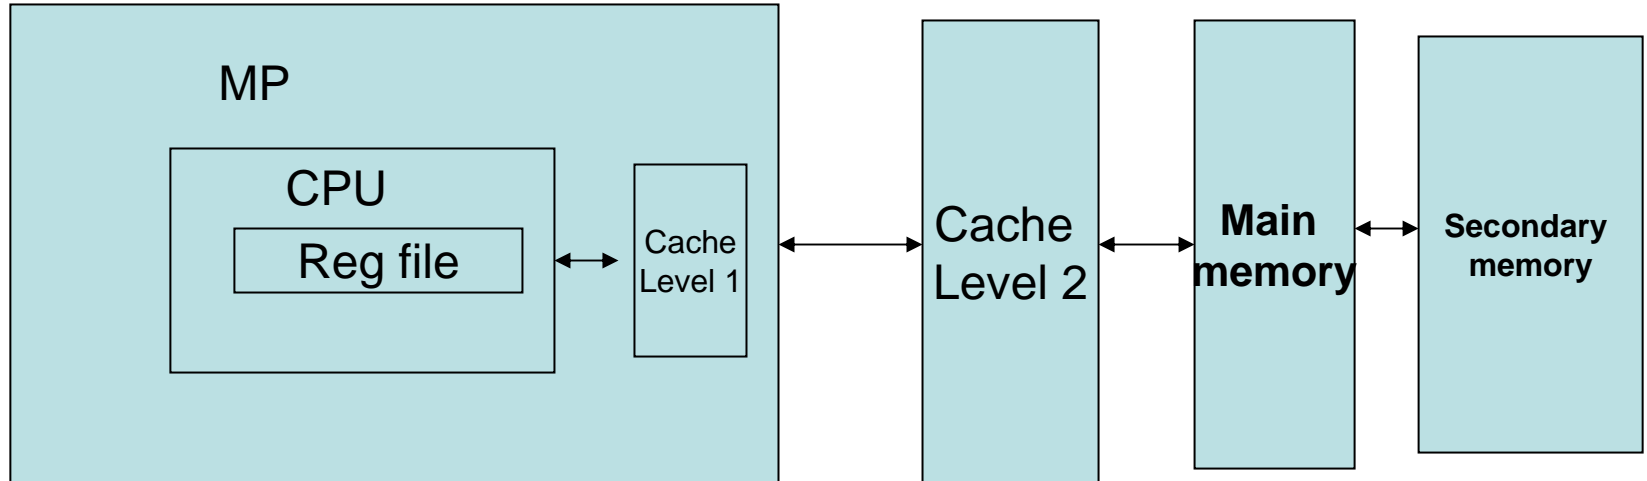 MP
CPU
Reg file
Cache
Level 1
Cache
Level 2
Main
memory
Secondary
memory